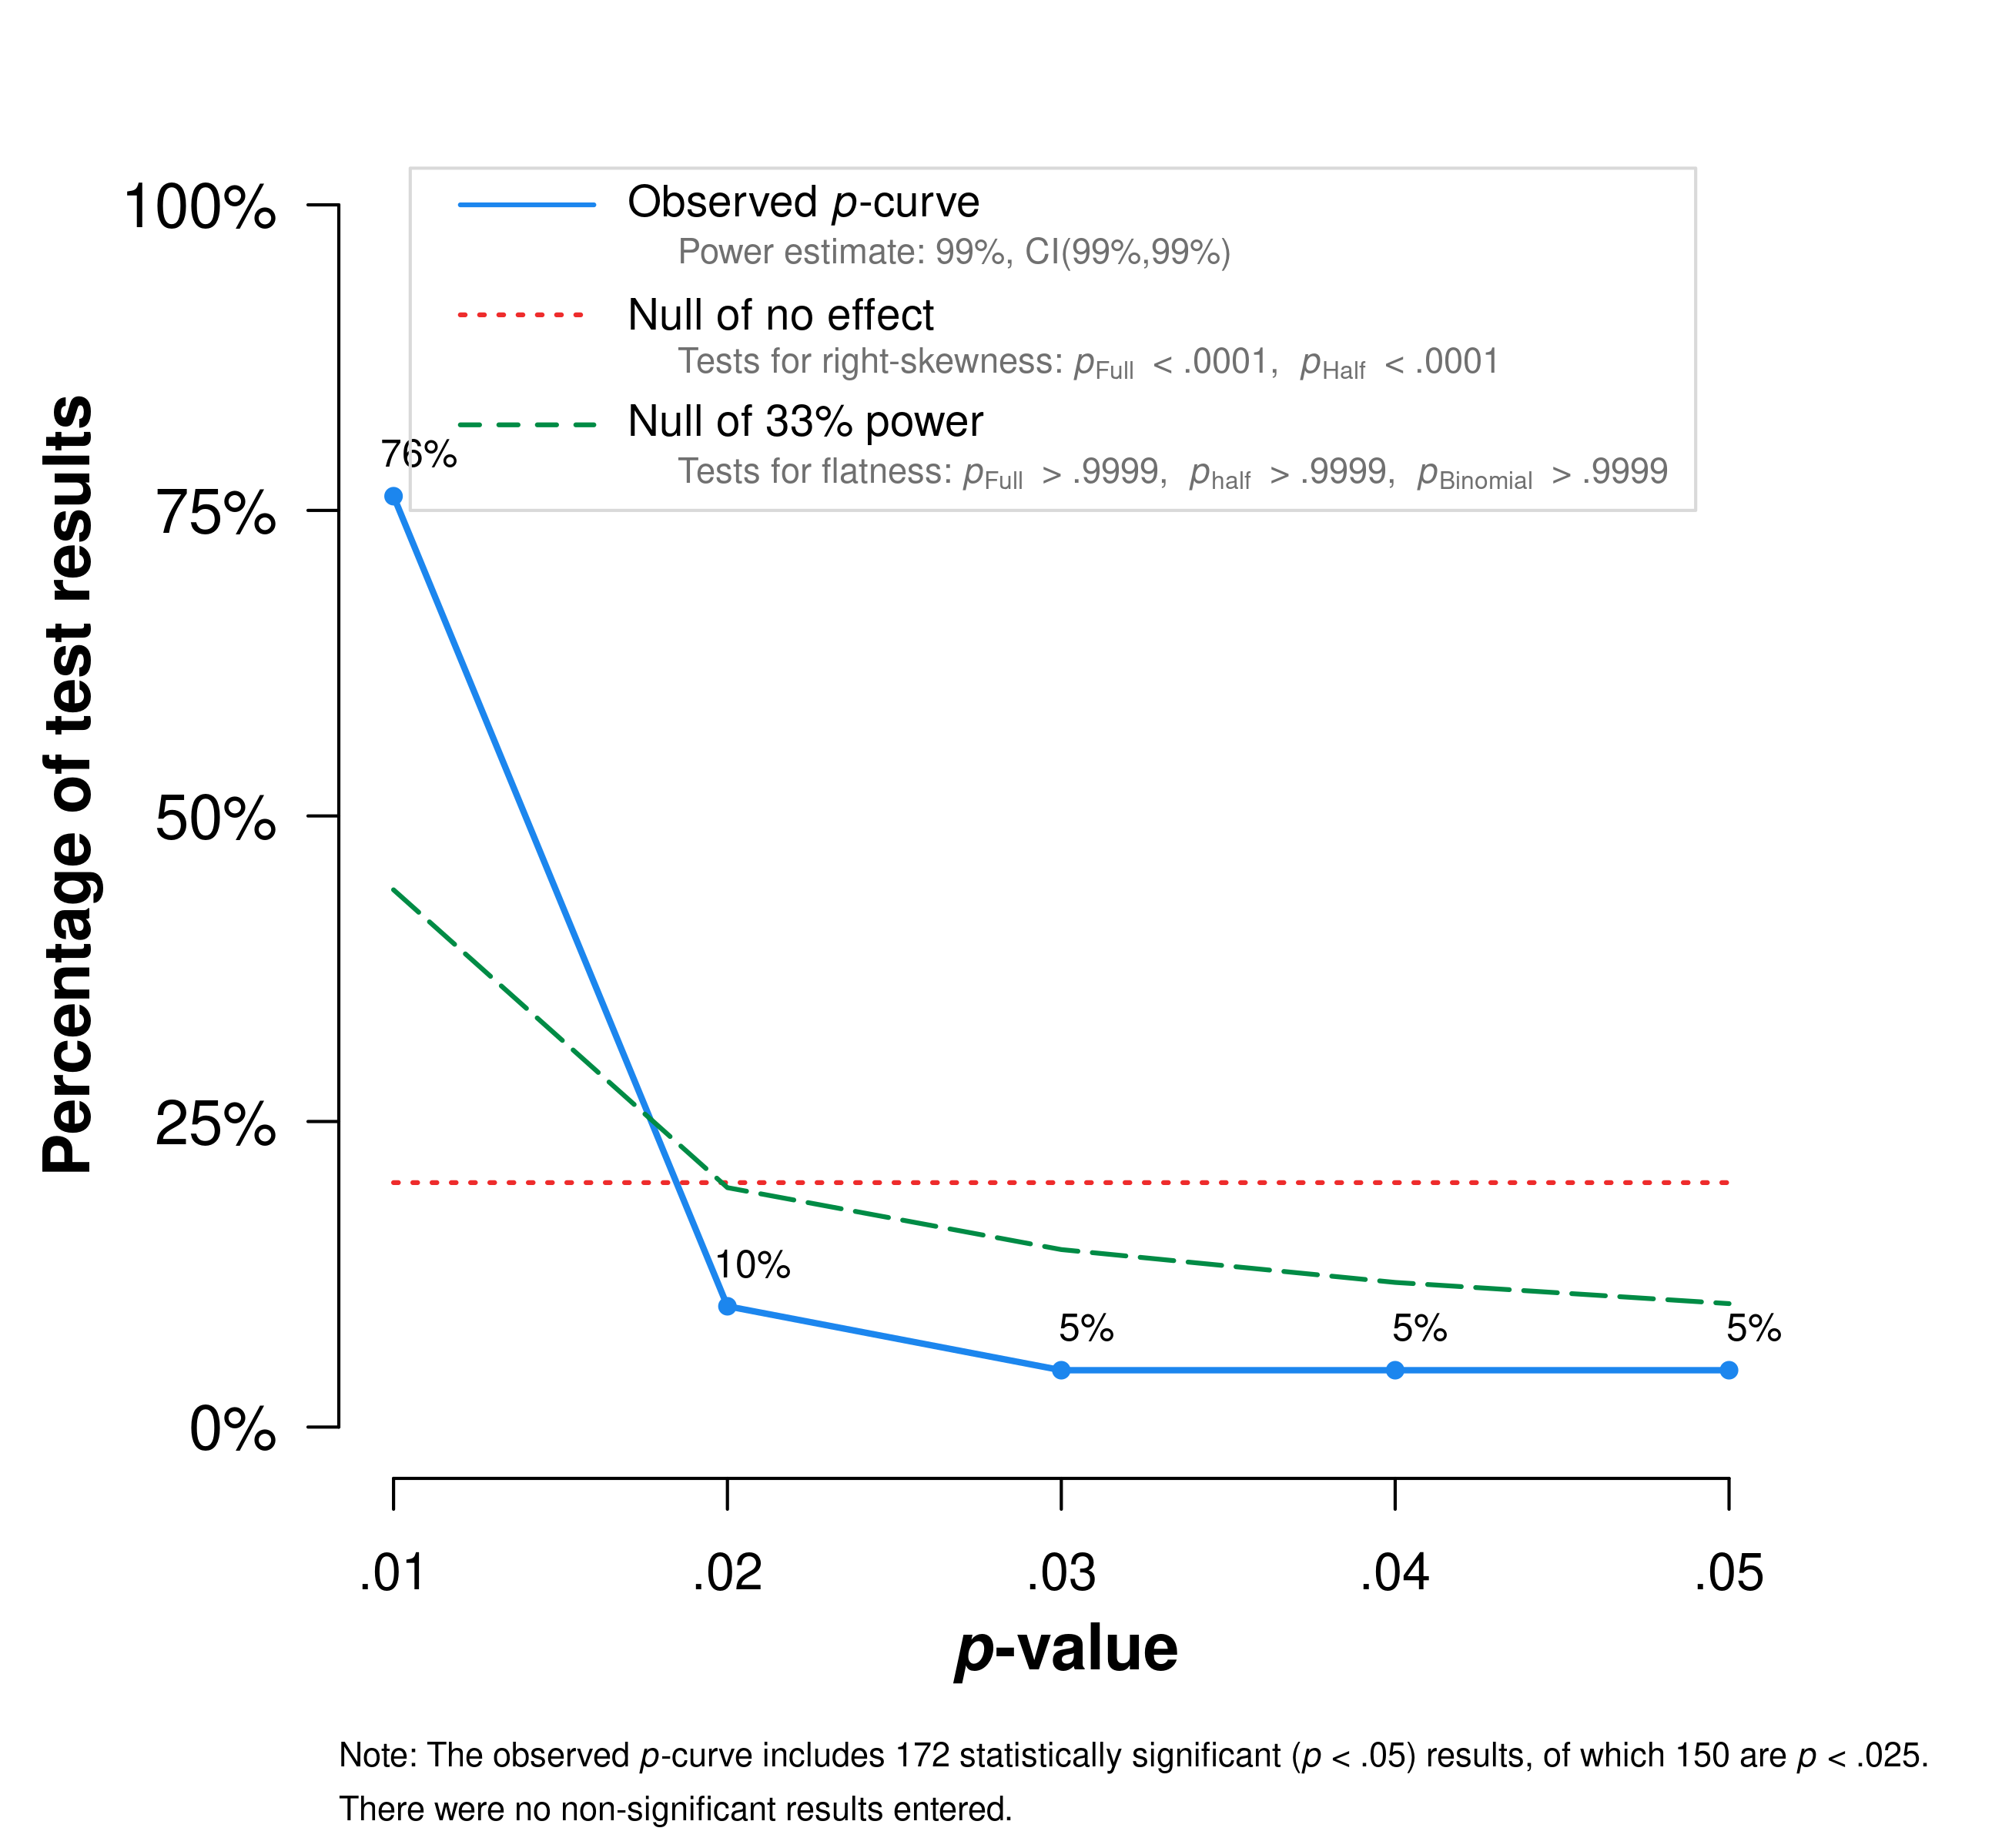 Observed p-curve
Power estimate: 99%, CI(99%,99%)
Null of no effect
Tests for right-skewness: pFull < .0001, pHalf < .0001
Null of 33% power
Tests for flatness: pFull > .9999, phalf > .9999, pBinomial > .9999
100%
75%
50%
25%
0%
Percentage of test results
76%
10%
5%
5%
5%
.01
.02
.03
.04
.05
p-value
Note: The observed p-curve includes 172 statistically significant (p < .05) results, of which 150 are p < .025.
There were no non-significant results entered.